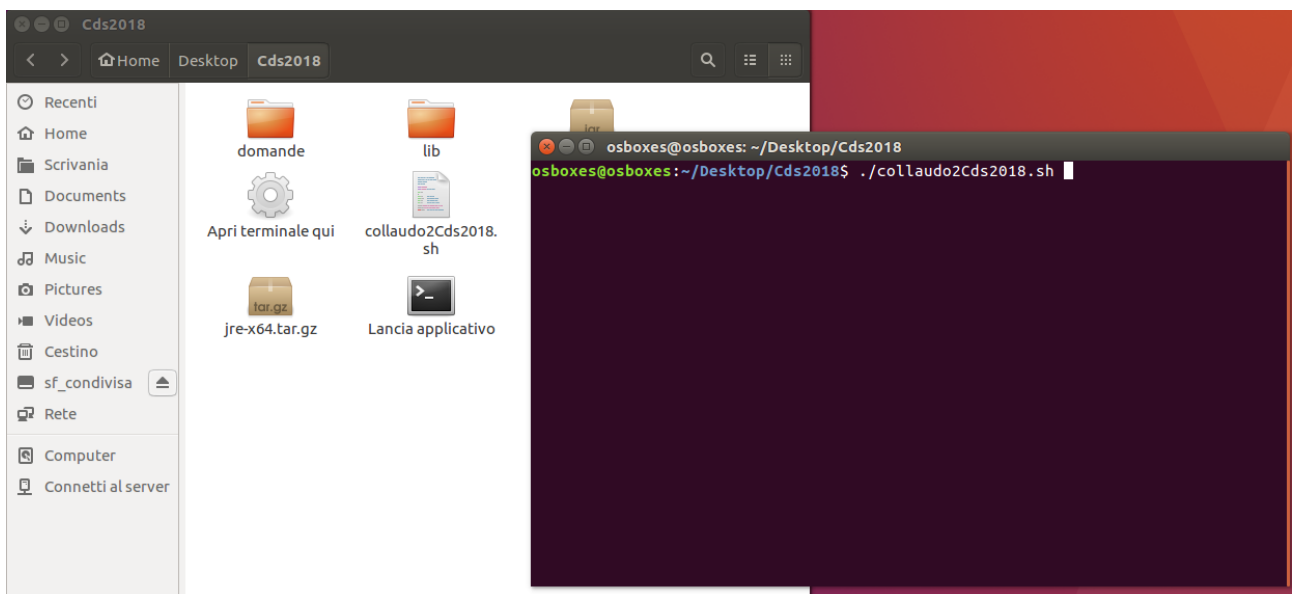 Cds2018
Home Desktop Cds2018
Recenti
Home
Scrivania
Documents
Downloads
Music
Pictures
Videos
Cestino
sf_condivisa
Rete
Computer
Connetti al server
domande
lib
jar
Apri terminale qui
collaudo2Cds2018.
sh
tar.gz
jre-x64.tar.gz
>_
Lancia applicativo
osboxes@osboxes: ~/Desktop/Cds2018
osboxes@osboxes:~/Desktop/Cds2018$ ./collaudo2Cds2018.sh